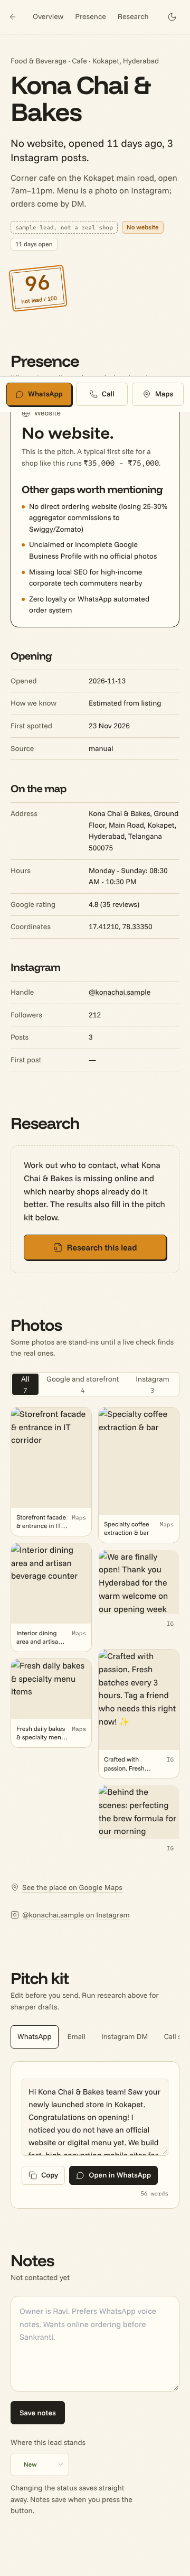 Overview Presence Research
Food & Beverage · Cafe · Kokapet, Hyderabad
Kona Chai &
Bakes
No website, opened 11 days ago, 3
Instagram posts.
Corner cafe on the Kokapet main road, open
7am–11pm. Menu is a photo on Instagram;
orders come by DM.
sample lead, not a real shop No website
11 days open
96
hot lead / 100
Presence
WhatsApp Call Maps
Website
No website.
This is the pitch. A typical first site for a
shop like this runs ₹35,000 – ₹75,000.
Other gaps worth mentioning
No direct ordering website (losing 25-30%
aggregator commissions to
Swiggy/Zomato)
Unclaimed or incomplete Google
Business Profile with no official photos
Missing local SEO for high-income
corporate tech commuters nearby
Zero loyalty or WhatsApp automated
order system
Opening
Opened 2026-11-13
How we know Estimated from listing
First spotted 23 Nov 2026
Source manual
On the map
Address Kona Chai & Bakes, Ground
Floor, Main Road, Kokapet,
Hyderabad, Telangana
500075
Hours Monday - Sunday: 08:30
AM - 10:30 PM
Google rating 4.8 (35 reviews)
Coordinates 17.41210, 78.33350
Instagram
Handle @konachai.sample
Followers 212
Posts 3
First post —
Research
Work out who to contact, what Kona
Chai & Bakes is missing online and
which nearby shops already do it
better. The results also fill in the pitch
kit below.
Research this lead
Photos
Some photos are stand-ins until a live check finds
the real ones.
All 7 Google and storefront 4 Instagram 3
Storefront facade
& entrance in IT
corridor
Storefront facade Maps
& entrance in IT…
Specialty coffee
extraction & bar
Specialty coffee Maps
extraction & bar
Interior dining
area and artisan
beverage counter
Interior dining Maps
area and artisa…
We are finally
open! Thank you
Hyderabad for the
warm welcome on
our opening week
IG
Fresh daily bakes
& specialty menu
items
Fresh daily bakes Maps
& specialty men…
Crafted with
passion. Fresh
batches every 3
hours. Tag a friend
who needs this right
now! ✨
Crafted with IG
passion. Fresh…
Behind the
scenes: perfecting
the brew formula for
our morning
IG
See the place on Google Maps
@konachai.sample on Instagram
Pitch kit
Edit before you send. Run research above for
sharper drafts.
WhatsApp Email Instagram DM Call s
Hi Kona Chai & Bakes team! Saw your
newly launched store in Kokapet.
Congratulations on opening! I
noticed you do not have an official
website or digital menu yet. We build
Copy Open in WhatsApp
56 words
Notes
Not contacted yet
Owner is Ravi. Prefers WhatsApp voice
notes. Wants online ordering before
Sankranti.
Save notes
Where this lead stands
New
Changing the status saves straight
away. Notes save when you press the
button.